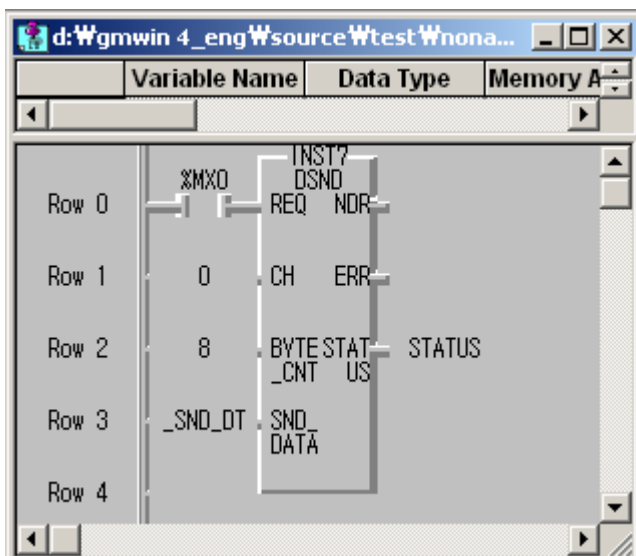 d:₩gmwin 4_eng₩source₩test₩nona...
Variable Name Data Type Memory A
INST7
%MX0 DSND
Row 0 REQ NDR
Row 1 0 CH ERR
Row 2 8 BYTE STAT STATUS
_CNT US
Row 3 _SND_DT SND_
DATA
Row 4